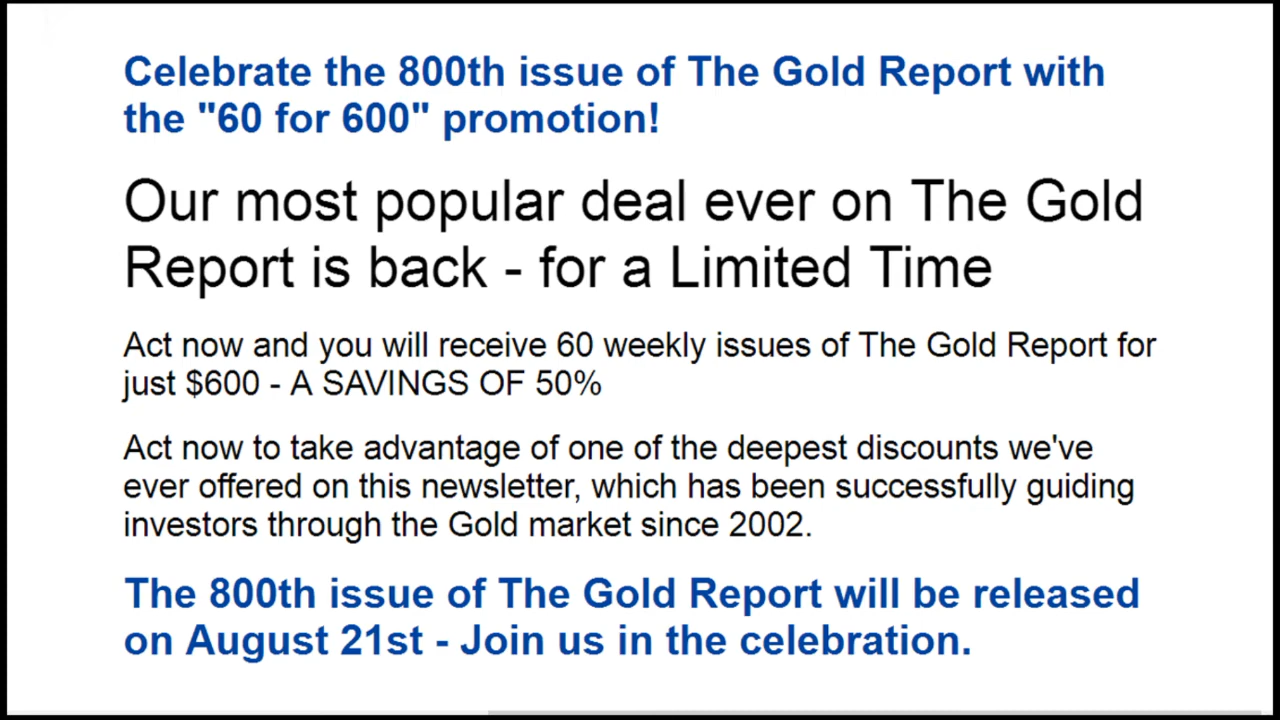 Celebrate the 800th issue of The Gold Report with
the "60 for 600" promotion!
Our most popular deal ever on The Gold
Report is back - for a Limited Time
Act now and you will receive 60 weekly issues of The Gold Report for
just $600 - A SAVINGS OF 50%
Act now to take advantage of one of the deepest discounts we've
ever offered on this newsletter, which has been successfully guiding
investors through the Gold market since 2002.
The 800th issue of The Gold Report will be released
on August 21st - Join us in the celebration.